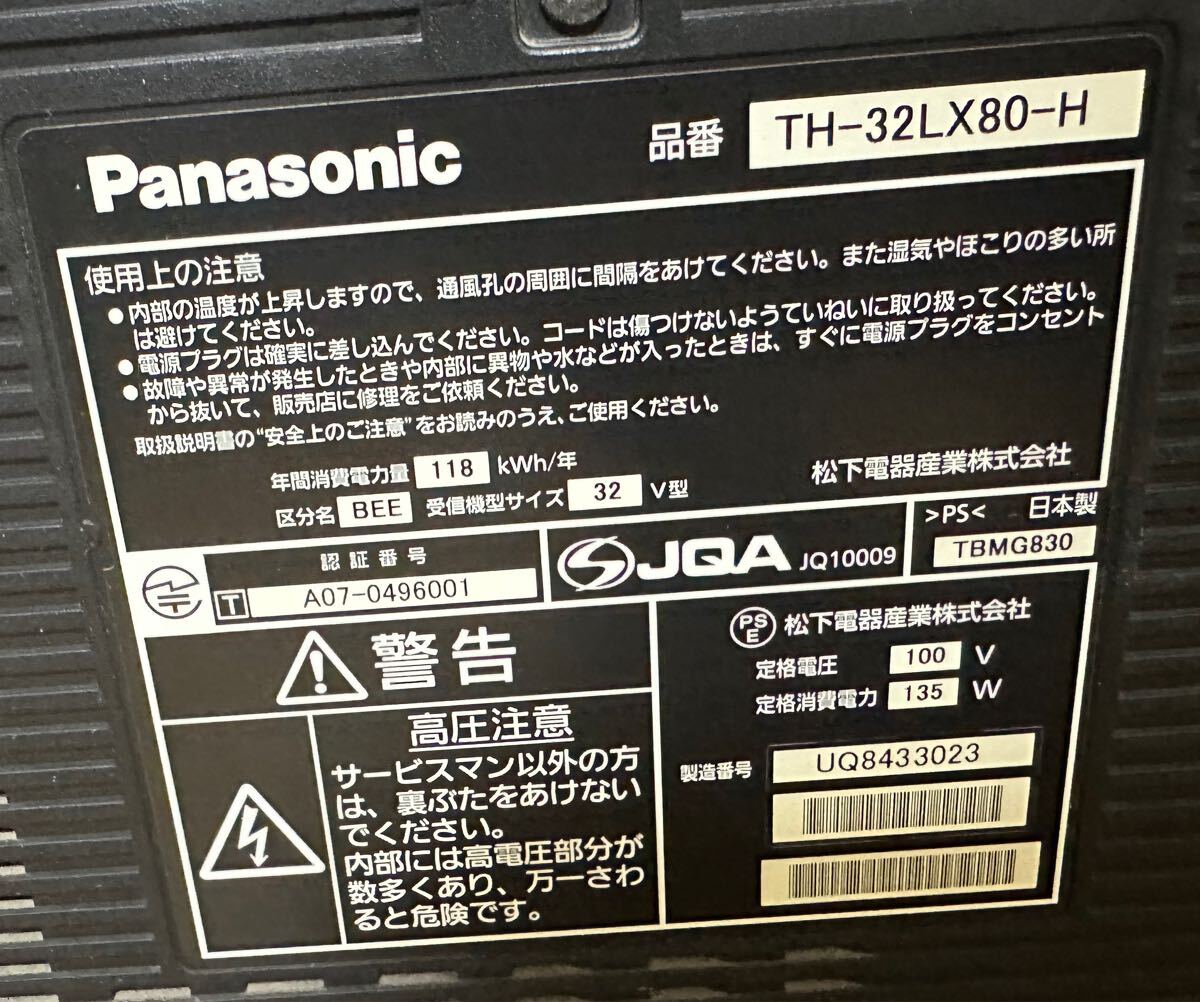 Panasonic 品番 TH-32LX80-H
使用上の注意
●内部の温度が上昇しますので、通風孔の周囲に間隔をあけてください。また湿気やほこりの多い所
は避けてください。
●電源プラグは確実に差し込んでください。コードは傷つけないようていねいに取り扱ってください。
●故障や異常が発生したときや内部に異物や水などが入ったときは、すぐに電源プラグをコンセント
から抜いて、販売店に修理をご依頼ください。
取扱説明書の“安全上のご注意”をお読みのうえ、ご使用ください。
年間消費電力量 118 kWh/年
区分名 BEE 受信機型サイズ 32 V型
松下電器産業株式会社
認証番号
T A07-0496001
JQA JQ10009
>PS< 日本製
TBMG830
警告
高圧注意
サービスマン以外の方
は、裏ぶたをあけない
でください。
内部には高電圧部分が
数多くあり、万一さわ
ると危険です。
PSE 松下電器産業株式会社
定格電圧 100 V
定格消費電力 135 W
製造番号 UQ8433023